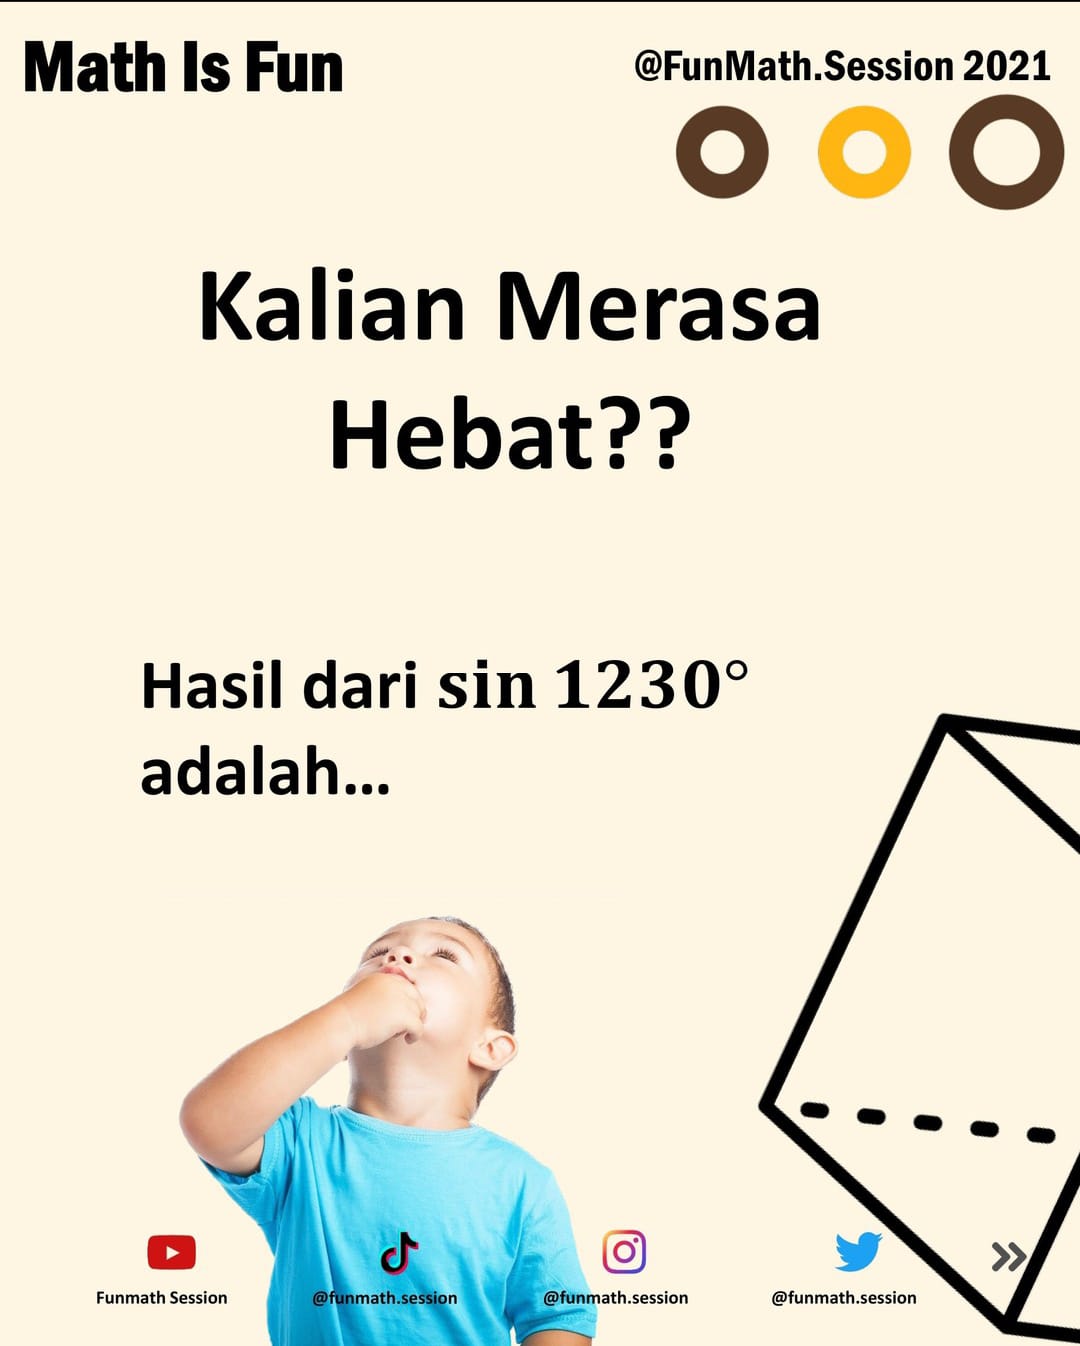 Math Is Fun
@FunMath.Session 2021
Kalian Merasa
Hebat??
Hasil dari sin 1230°
adalah...
Funmath Session
@funmath.session
@funmath.session
@funmath.session